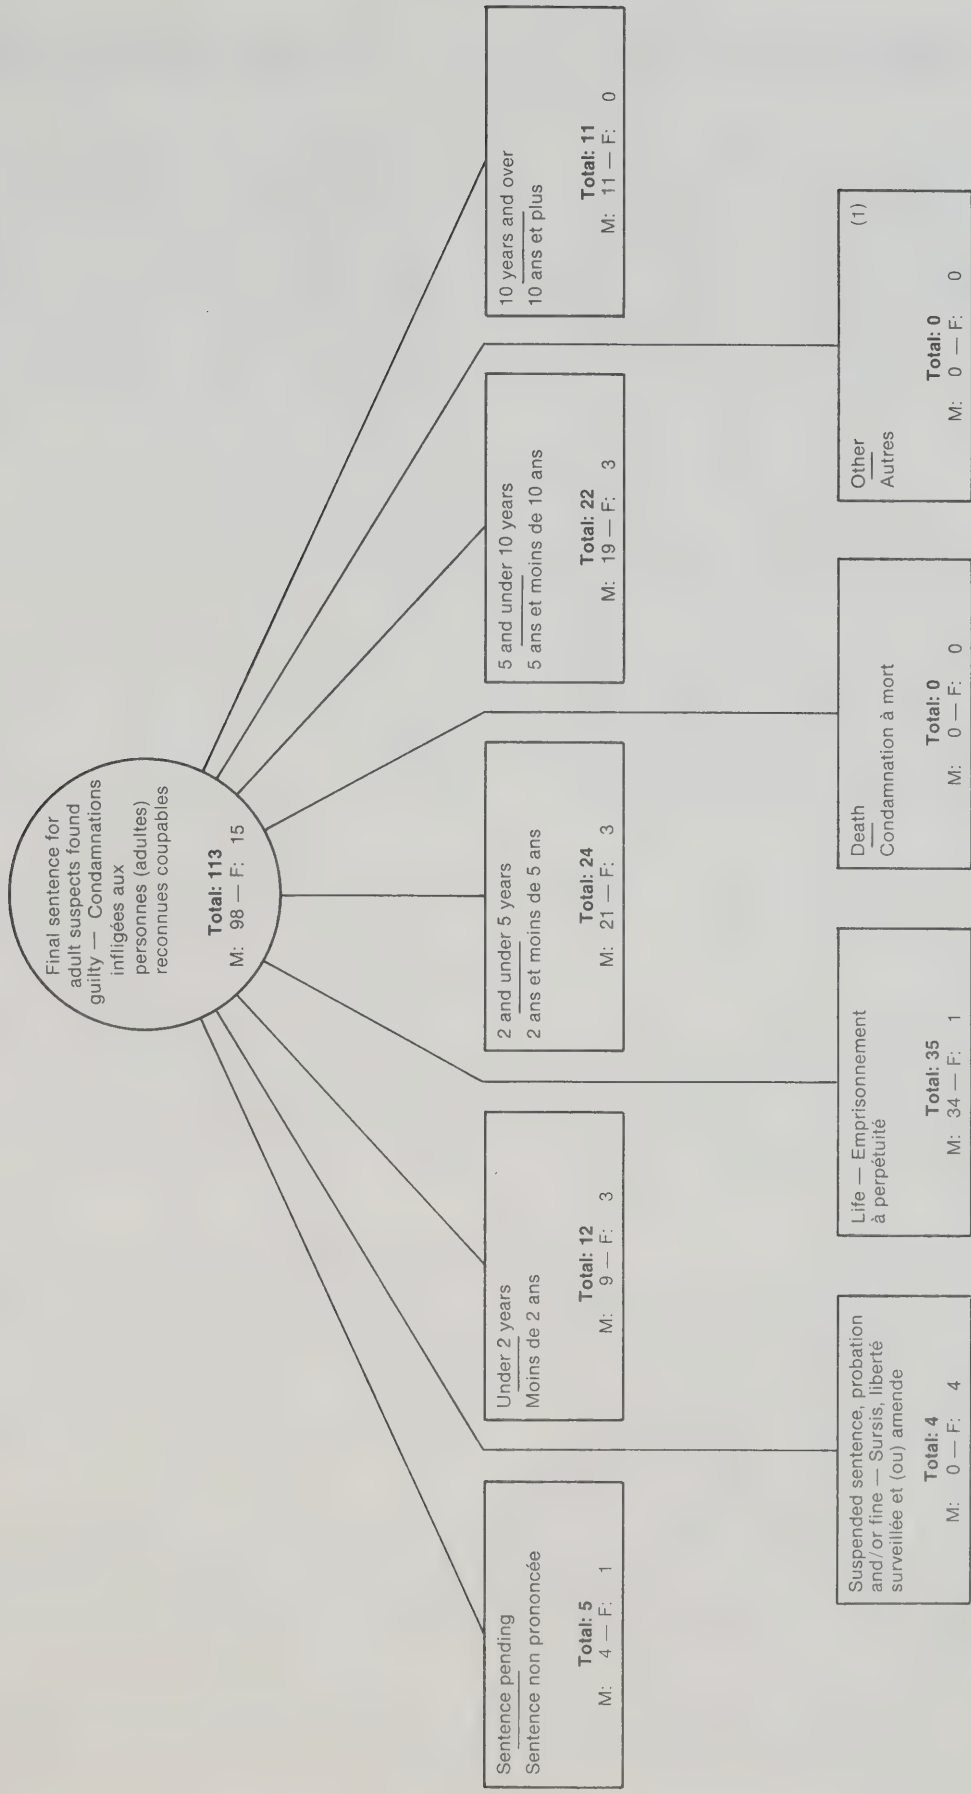 Final sentence for
adult suspects found
guilty — Condamnations
infligées aux
personnes (adultes)
reconnues coupables
Total: 113
M: 98 — F: 15
Sentence pending
Sentence non prononcée
Total: 5
M: 4 — F: 1
Under 2 years
Moins de 2 ans
Total: 12
M: 9 — F: 3
2 and under 5 years
2 ans et moins de 5 ans
Total: 24
M: 21 — F: 3
5 and under 10 years
5 ans et moins de 10 ans
Total: 22
M: 19 — F: 3
10 years and over
10 ans et plus
Total: 11
M: 11 — F: 0
Suspended sentence, probation
and/or fine — Sursis, liberté
surveillée et (ou) amende
Total: 4
M: 0 — F: 4
Life — Emprisonnement
à perpétuité
Total: 35
M: 34 — F: 1
Death
Condamnation à mort
Total: 0
M: 0 — F: 0
Other (1)
Autres
Total: 0
M: 0 — F: 0